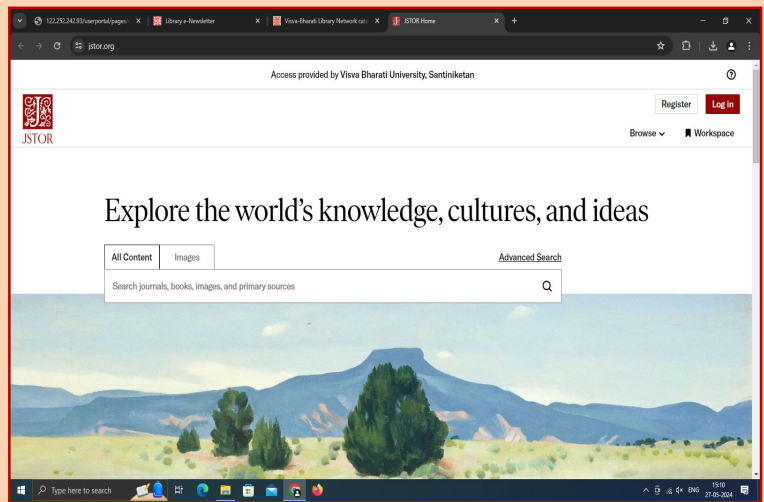 122.252.242.93/userportal/pages/
Library e-Newsletter
Visva-Bharati Library Network cata
JSTOR Home
jstor.org
Access provided by Visva Bharati University, Santiniketan
Register
Log in
JSTOR
Browse
Workspace
Explore the world's knowledge, cultures, and ideas
All Content
Images
Advanced Search
Search journals, books, images, and primary sources
Type here to search
ENG
15:10
27-05-2024